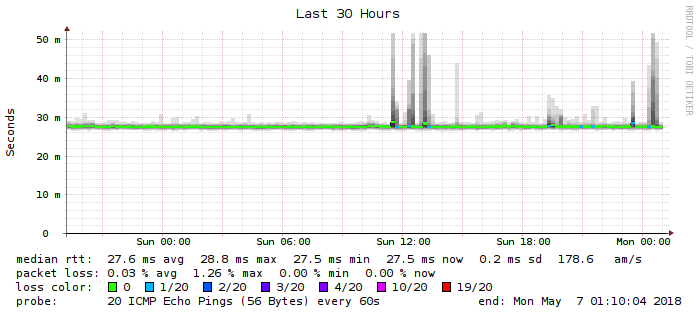 Last 30 Hours
RRDTOOL / TOBI OETIKER
Seconds
50 m
40 m
30 m
20 m
10 m
0
Sun 00:00 Sun 06:00 Sun 12:00 Sun 18:00 Mon 00:00
median rtt: 27.6 ms avg 28.8 ms max 27.5 ms min 27.5 ms now 0.2 ms sd 178.6 am/s
packet loss: 0.03 % avg 1.26 % max 0.00 % min 0.00 % now
loss color: 0 1/20 2/20 3/20 4/20 10/20 19/20
probe: 20 ICMP Echo Pings (56 Bytes) every 60s end: Mon May 7 01:10:04 2018